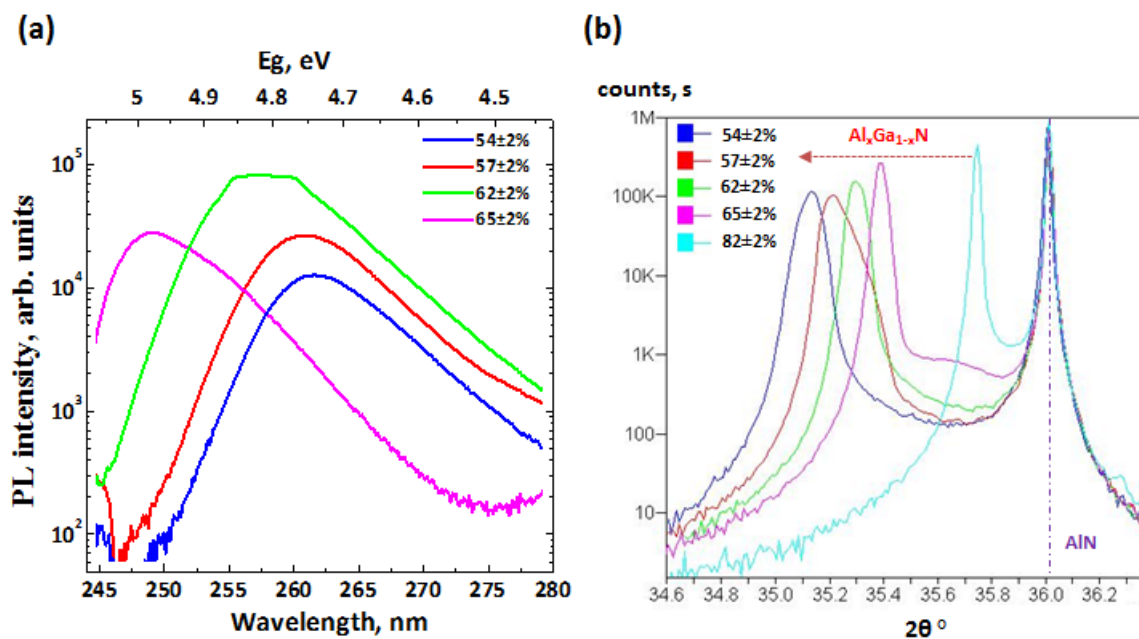 (a)
Eg, eV
5 4.9 4.8 4.7 4.6 4.5
54±2%
57±2%
62±2%
65±2%
10⁵
10⁴
10³
10²
PL intensity, arb. units
245 250 255 260 265 270 275 280
Wavelength, nm
(b)
counts, s
1M
100K
10K
1K
100
10
54±2%
57±2%
62±2%
65±2%
82±2%
AlₓGa₁₋ₓN
AlN
34.6 34.8 35.0 35.2 35.4 35.6 35.8 36.0 36.2
2θ °